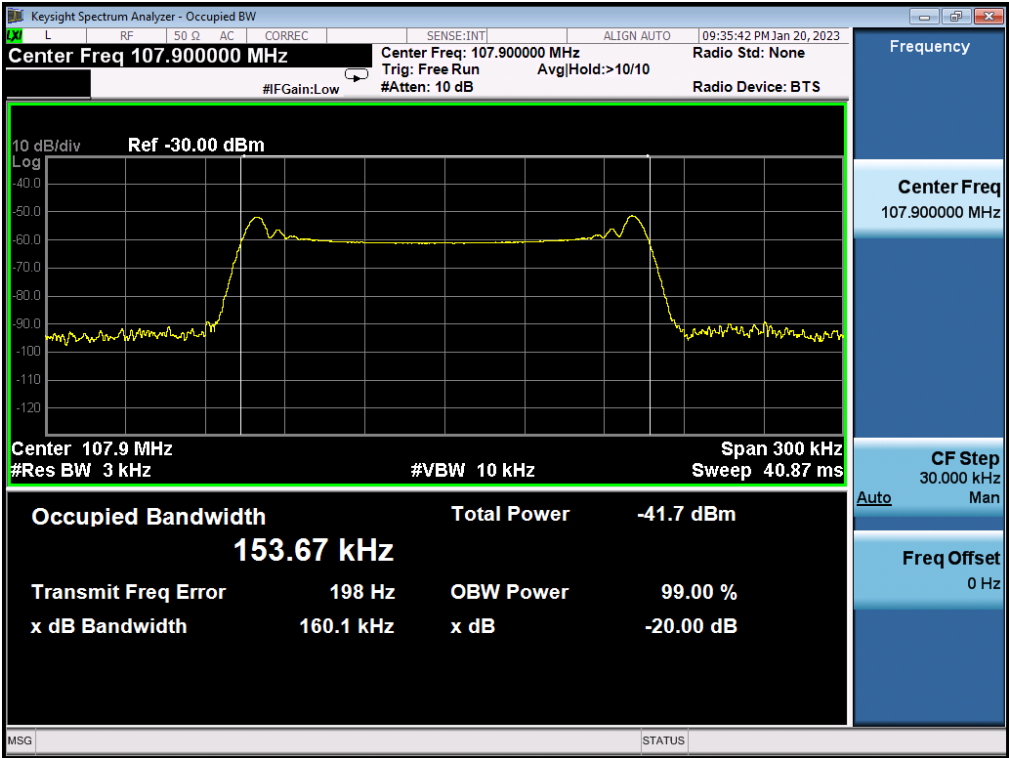 Keysight Spectrum Analyzer - Occupied BW
LXI L RF 50 Ω AC CORREC SENSE:INT ALIGN AUTO 09:35:42 PM Jan 20, 2023
Center Freq 107.900000 MHz
Center Freq: 107.900000 MHz
Radio Std: None
Trig: Free Run Avg|Hold:>10/10
#IFGain:Low #Atten: 10 dB
Radio Device: BTS
10 dB/div Ref -30.00 dBm
Log
-40.0
-50.0
-60.0
-70.0
-80.0
-90.0
-100
-110
-120
Center 107.9 MHz Span 300 kHz
#Res BW 3 kHz #VBW 10 kHz Sweep 40.87 ms
Occupied Bandwidth Total Power -41.7 dBm
153.67 kHz
Transmit Freq Error 198 Hz OBW Power 99.00 %
x dB Bandwidth 160.1 kHz x dB -20.00 dB
MSG STATUS
Frequency
Center Freq
107.900000 MHz
CF Step
30.000 kHz
Auto Man
Freq Offset
0 Hz